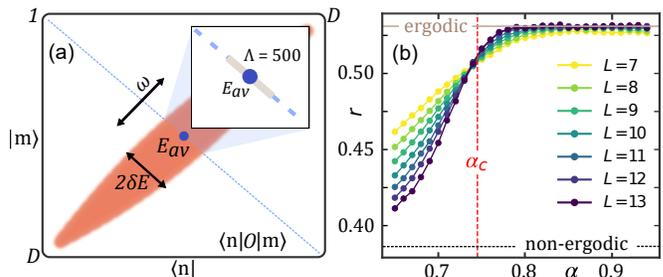 1
D
(a)
Λ = 500
E_av
ω
|m⟩
E_av
2δE
⟨n|O|m⟩
D
⟨n|
(b)
ergodic
0.50
0.45
0.40
r
L=7
L=8
L=9
L=10
L=11
L=12
L=13
α_c
non-ergodic
0.7
0.8
0.9
α